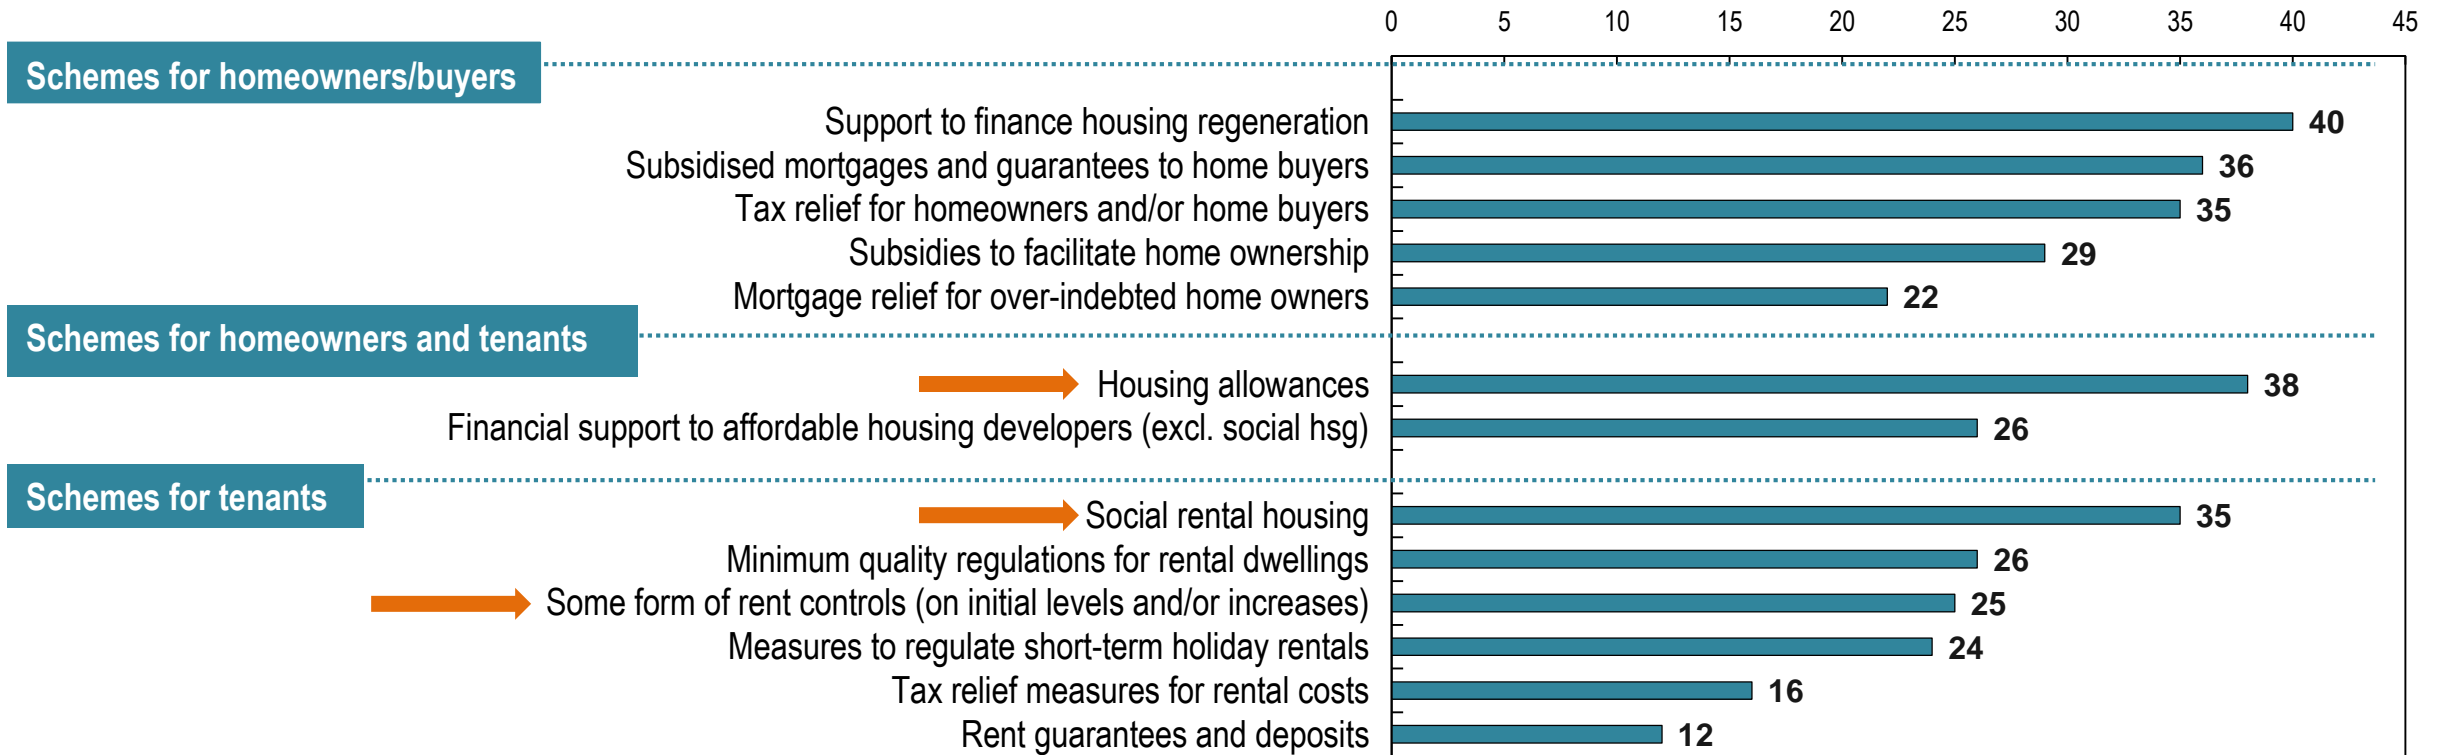 0 5 10 15 20 25 30 35 40 45
Schemes for homeowners/buyers
Support to finance housing regeneration 40
Subsidised mortgages and guarantees to home buyers 36
Tax relief for homeowners and/or home buyers 35
Subsidies to facilitate home ownership 29
Mortgage relief for over-indebted home owners 22
Schemes for homeowners and tenants
Housing allowances 38
Financial support to affordable housing developers (excl. social hsg) 26
Schemes for tenants
Social rental housing 35
Minimum quality regulations for rental dwellings 26
Some form of rent controls (on initial levels and/or increases) 25
Measures to regulate short-term holiday rentals 24
Tax relief measures for rental costs 16
Rent guarantees and deposits 12